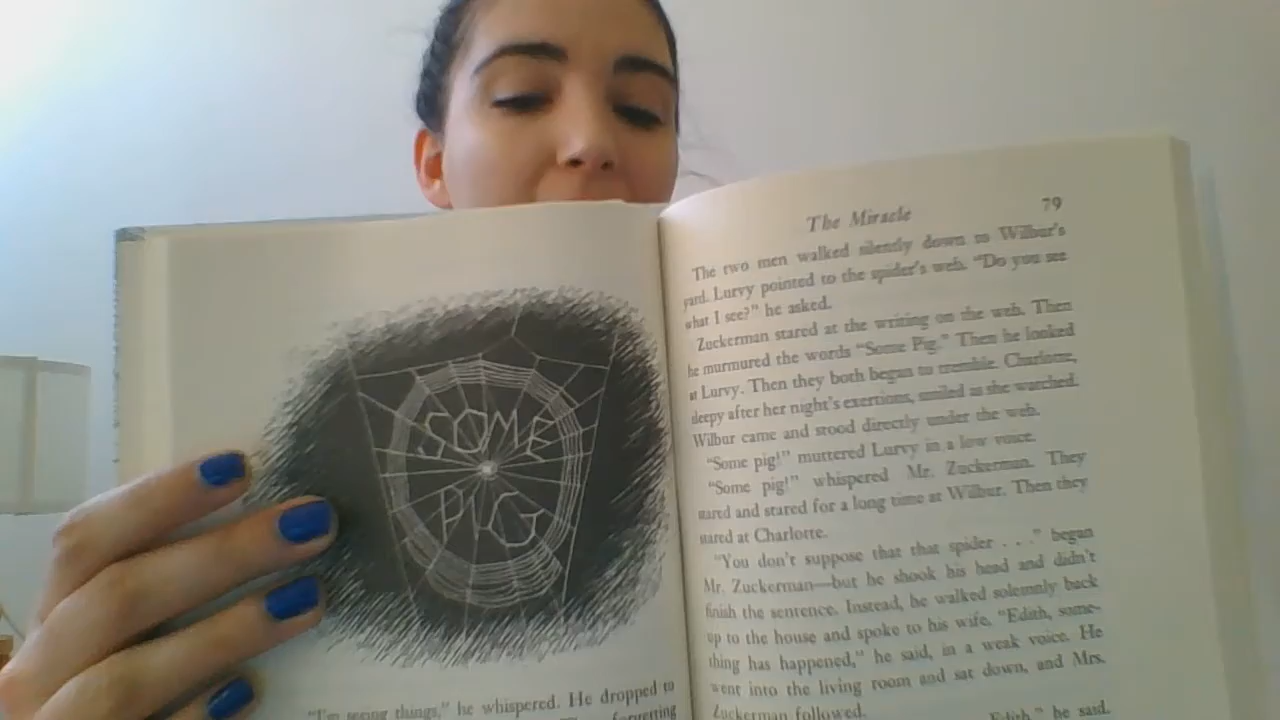 SOME
PIG
"I'm seeing things," he whispered. He dropped to
forgetting
The Miracle
79
The two men walked silently down to Wilbur's
yard. Lurvy pointed to the spider's web. "Do you see
what I see?" he asked.
Zuckerman stared at the writing on the web. Then
he murmured the words "Some Pig." Then he looked
at Lurvy. Then they both began to tremble. Charlotte,
sleepy after her night's exertions, smiled as she watched.
Wilbur came and stood directly under the web.
"Some pig!" muttered Lurvy in a low voice.
"Some pig!" whispered Mr. Zuckerman. They
stared and stared for a long time at Wilbur. Then they
stared at Charlotte.
"You don't suppose that that spider . . ." began
Mr. Zuckerman—but he shook his head and didn't
finish the sentence. Instead, he walked solemnly back
up to the house and spoke to his wife. "Edith, some-
thing has happened," he said, in a weak voice. He
went into the living room and sat down, and Mrs.
Zuckerman followed.
Edith," he said.